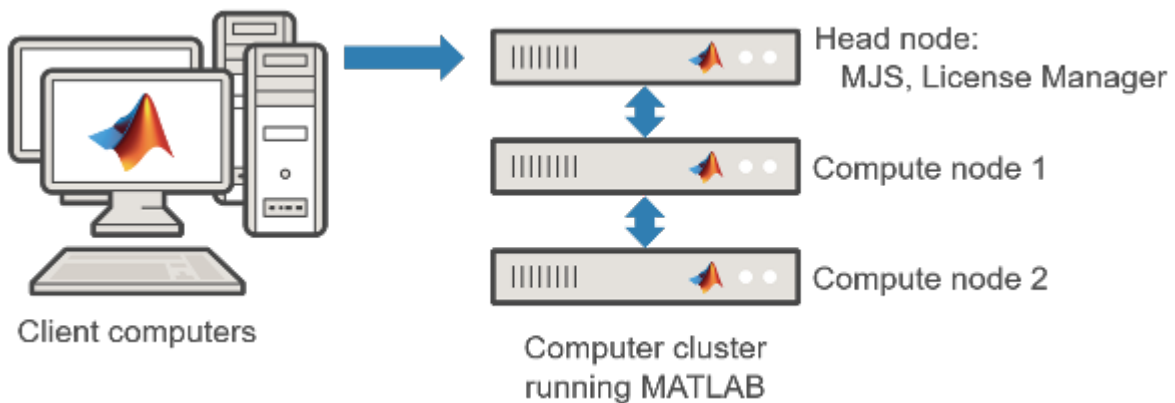 Head node:
MJS, License Manager
Compute node 1
Compute node 2
Client computers
Computer cluster
running MATLAB